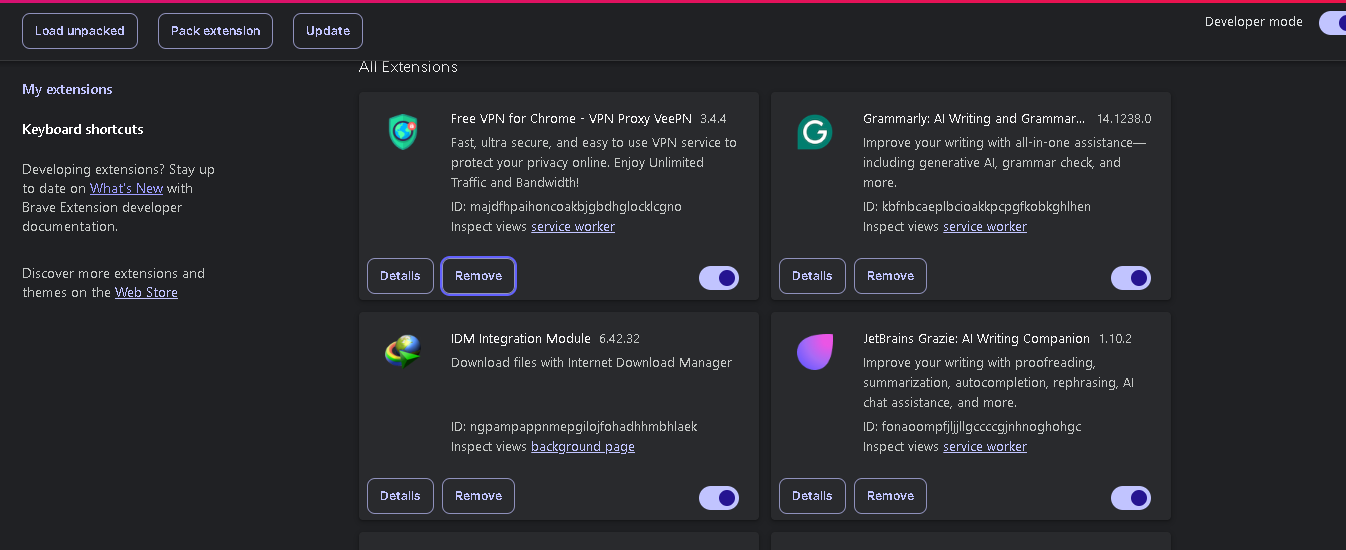 Load unpacked
Pack extension
Update
Developer mode
My extensions
Keyboard shortcuts
Developing extensions? Stay up
to date on What's New with
Brave Extension developer
documentation.
Discover more extensions and
themes on the Web Store
All Extensions
Free VPN for Chrome - VPN Proxy VeePN 3.4.4
Fast, ultra secure, and easy to use VPN service to
protect your privacy online. Enjoy Unlimited
Traffic and Bandwidth!
ID: majdfhpaihoncoakbjgbdhglocklcgno
Inspect views service worker
Details
Remove
Grammarly: AI Writing and Grammar... 14.1238.0
Improve your writing with all-in-one assistance—
including generative AI, grammar check, and
more.
ID: kbfnbcaeplbcioakkpcpgfkobkghlhen
Inspect views service worker
Details
Remove
IDM Integration Module 6.42.32
Download files with Internet Download Manager
ID: ngpampappnmepgilojfohadhhmbhlaek
Inspect views background page
Details
Remove
JetBrains Grazie: AI Writing Companion 1.10.2
Improve your writing with proofreading,
summarization, autocompletion, rephrasing, AI
chat assistance, and more.
ID: fonaoompfjljjllgccccgjnhnoghohgc
Inspect views service worker
Details
Remove